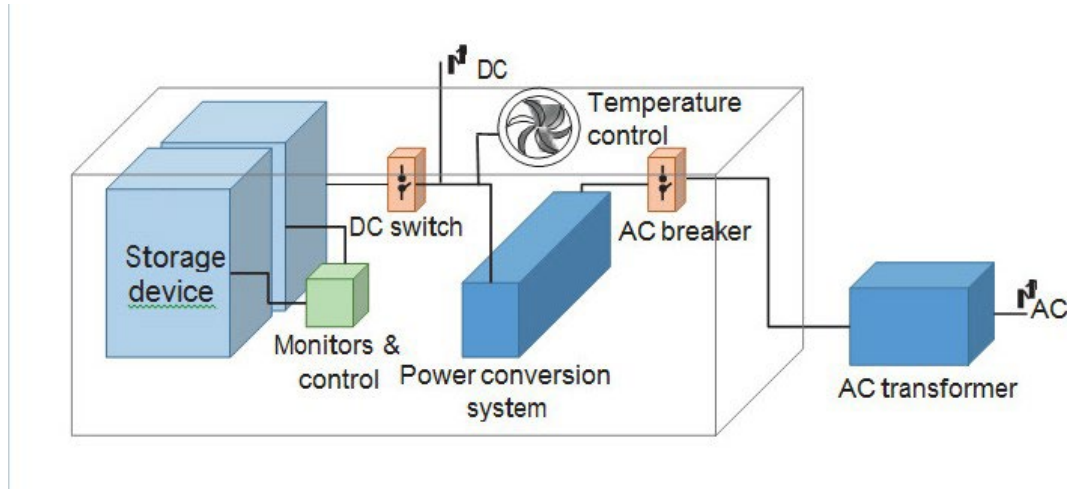 DC
Temperature
control
DC switch
AC breaker
Storage
device
Monitors &
control
Power conversion
system
AC
AC transformer